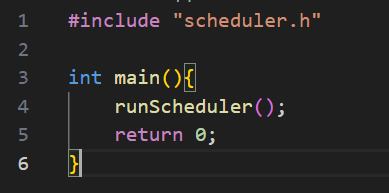 1 #include "scheduler.h"
2
3 int main(){
4     runScheduler();
5     return 0;
6 }